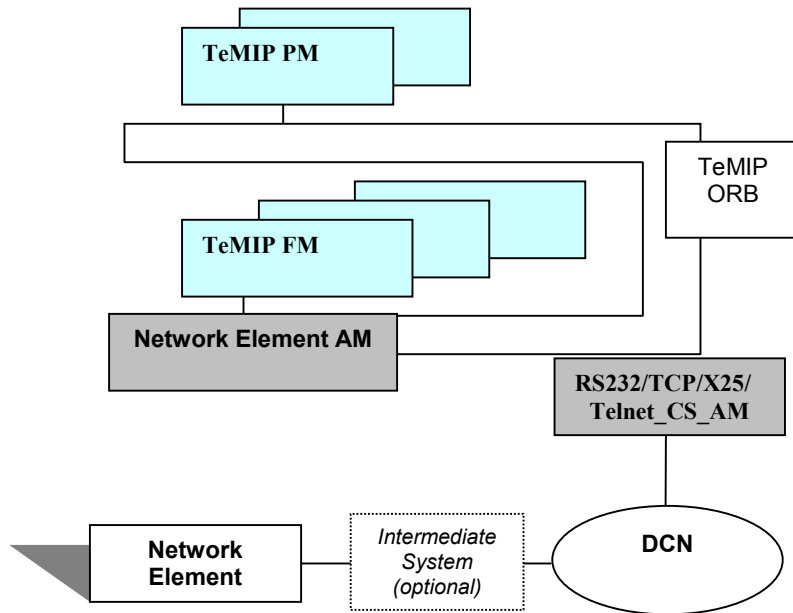 TeMIP PM
TeMIP
ORB
TeMIP FM
Network Element AM
RS232/TCP/X25/
Telnet_CS_AM
Network
Element
Intermediate
System
(optional)
DCN